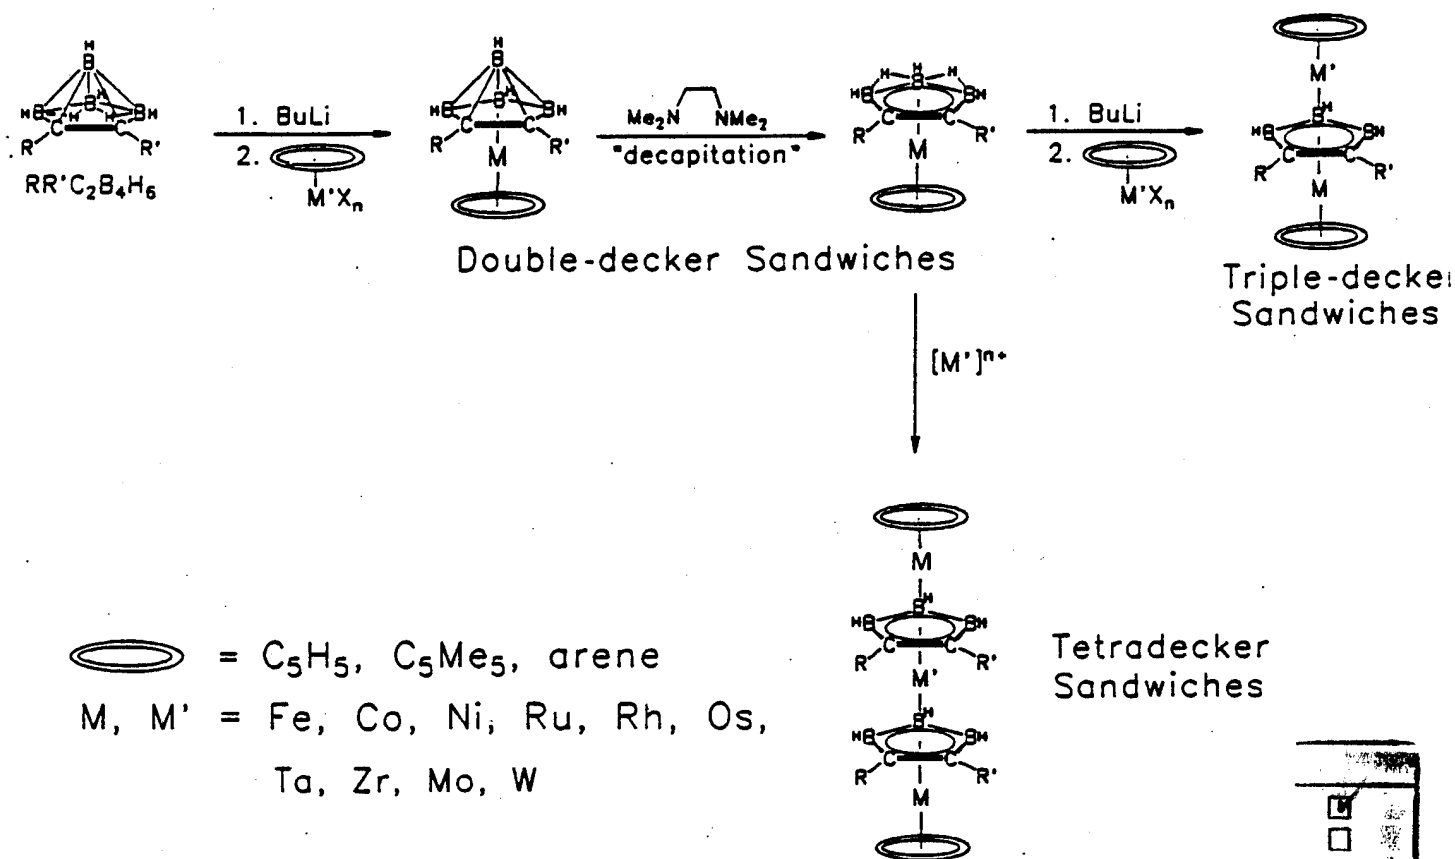 H
B
H B B H B H
H H
C C
R R'
RR'C₂B₄H₆
1. BuLi
2.
M'Xₙ
H
B
H B B H B H
C C
R R'
M
Me₂N NMe₂
"decapitation"
H H H
H B B B H
C C
R R'
M
1. BuLi
2.
M'Xₙ
M'
H
H B B B H
C C
R R'
M
Double-decker Sandwiches
Triple-decke
Sandwiches
[M']ⁿ⁺
M
H
H B B B H
C C
R R'
M'
H
H B B B H
C C
R R'
M
Tetradecker
Sandwiches
= C₅H₅, C₅Me₅, arene
M, M' = Fe, Co, Ni, Ru, Rh, Os,
Ta, Zr, Mo, W